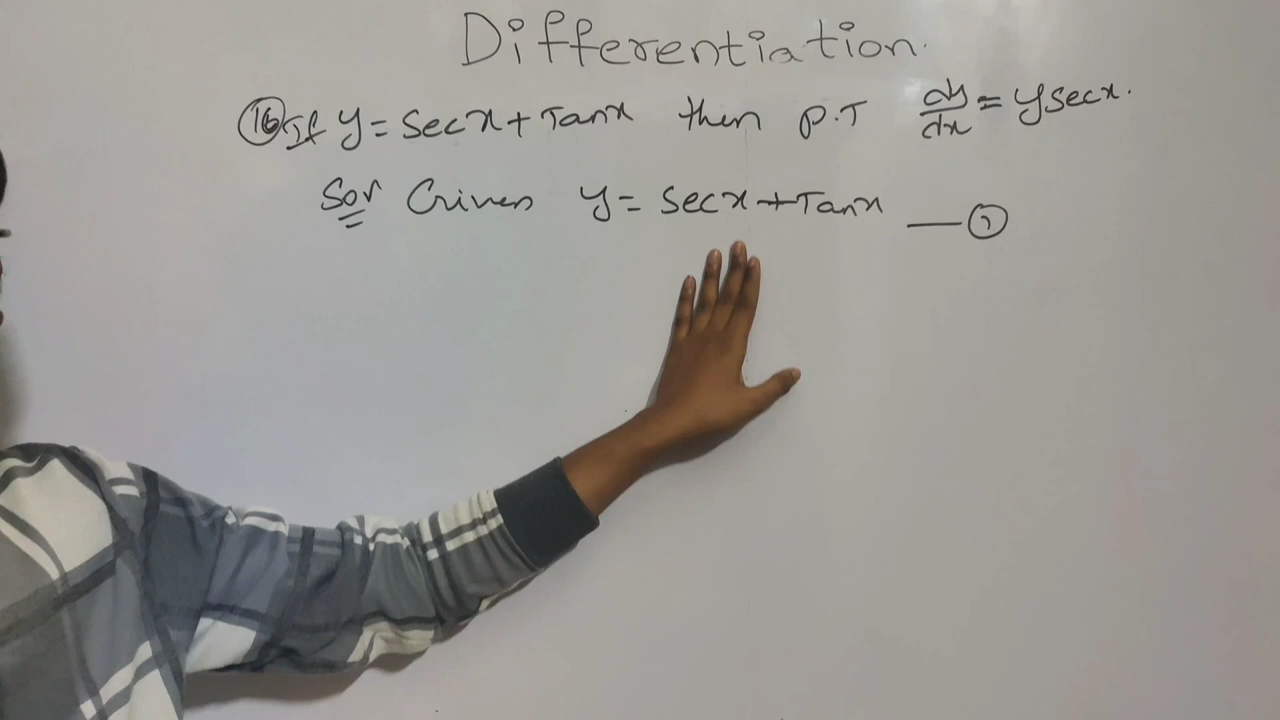 Differentiation.
⑯ If y = secx + Tanx then P.T dy/dx = y secx.
Sol Given y = secx + Tanx — ①